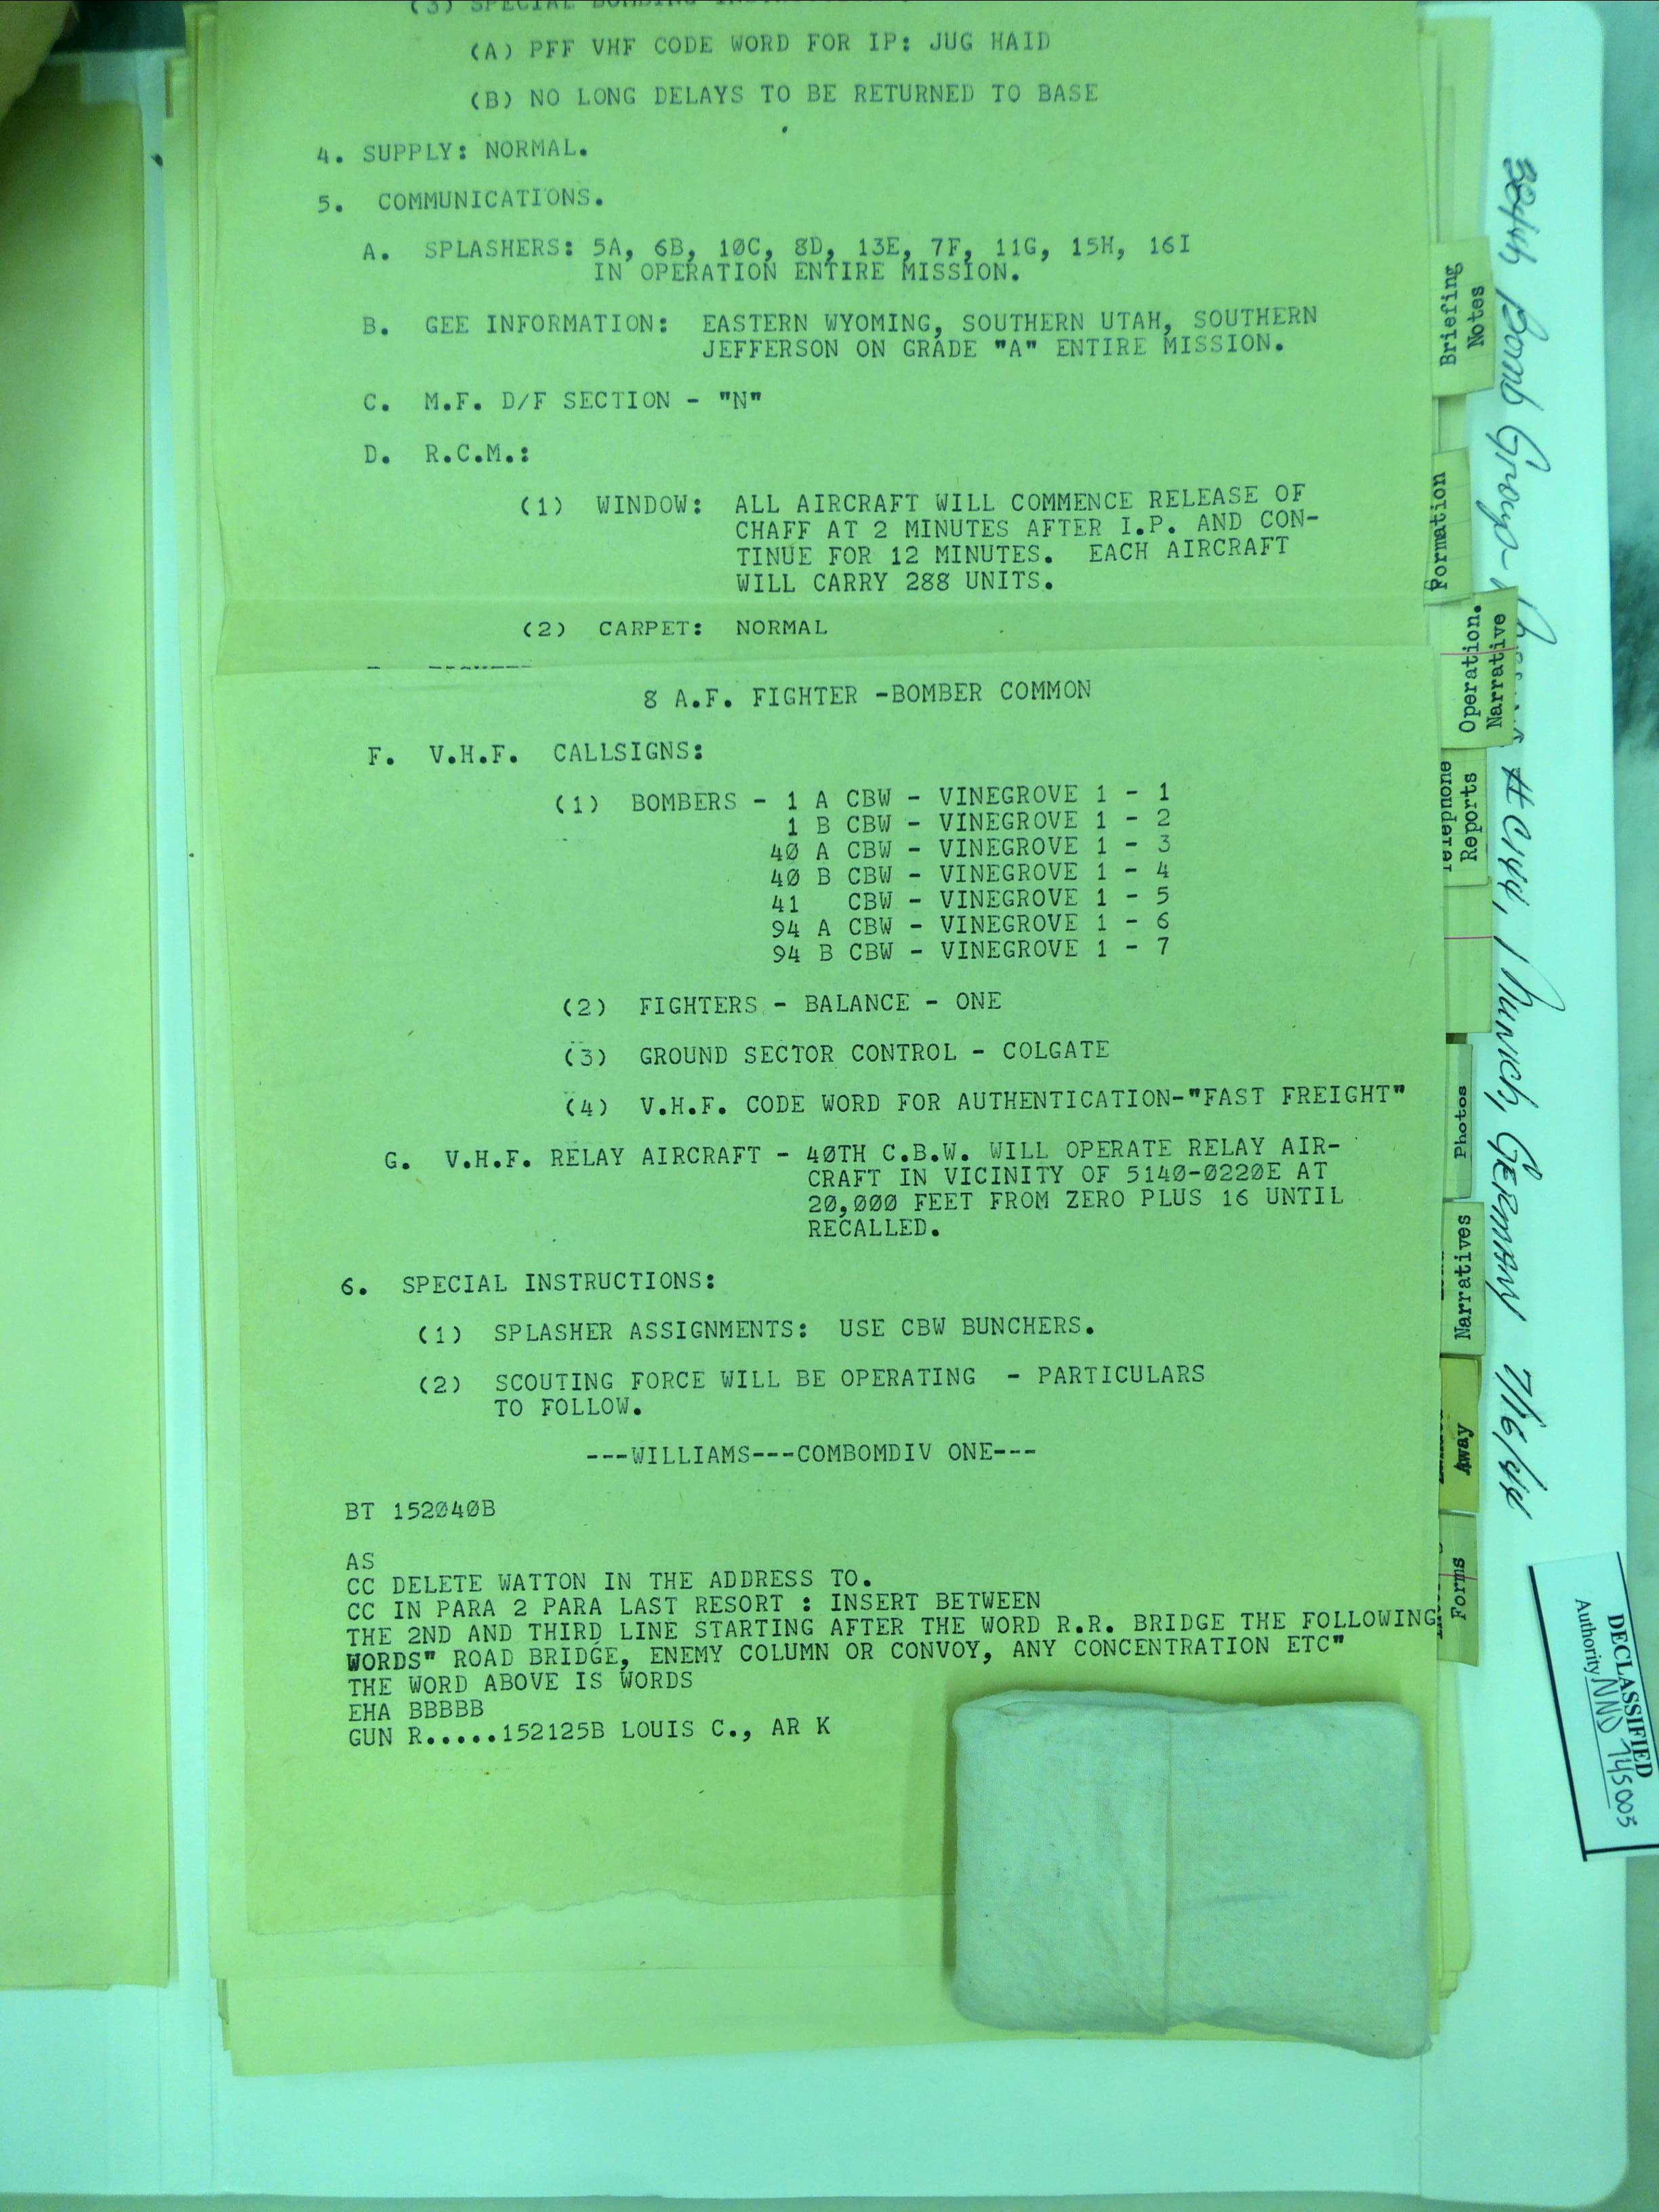 (3) SPECIAL BOMBING
(A) PFF VHF CODE WORD FOR IP: JUG HAID
(B) NO LONG DELAYS TO BE RETURNED TO BASE
4. SUPPLY: NORMAL.
5. COMMUNICATIONS.
A. SPLASHERS: 5A, 6B, 10C, 8D, 13E, 7F, 11G, 15H, 16I
IN OPERATION ENTIRE MISSION.
B. GEE INFORMATION: EASTERN WYOMING, SOUTHERN UTAH, SOUTHERN
JEFFERSON ON GRADE "A" ENTIRE MISSION.
C. M.F. D/F SECTION - "N"
D. R.C.M.:
(1) WINDOW: ALL AIRCRAFT WILL COMMENCE RELEASE OF
CHAFF AT 2 MINUTES AFTER I.P. AND CON-
TINUE FOR 12 MINUTES. EACH AIRCRAFT
WILL CARRY 288 UNITS.
(2) CARPET: NORMAL
8 A.F. FIGHTER -BOMBER COMMON
F. V.H.F. CALLSIGNS:
(1) BOMBERS - 1 A CBW - VINEGROVE 1 - 1
1 B CBW - VINEGROVE 1 - 2
40 A CBW - VINEGROVE 1 - 3
40 B CBW - VINEGROVE 1 - 4
41 CBW - VINEGROVE 1 - 5
94 A CBW - VINEGROVE 1 - 6
94 B CBW - VINEGROVE 1 - 7
(2) FIGHTERS - BALANCE - ONE
(3) GROUND SECTOR CONTROL - COLGATE
(4) V.H.F. CODE WORD FOR AUTHENTICATION-"FAST FREIGHT"
G. V.H.F. RELAY AIRCRAFT - 40TH C.B.W. WILL OPERATE RELAY AIR-
CRAFT IN VICINITY OF 5140-0220E AT
20,000 FEET FROM ZERO PLUS 16 UNTIL
RECALLED.
6. SPECIAL INSTRUCTIONS:
(1) SPLASHER ASSIGNMENTS: USE CBW BUNCHERS.
(2) SCOUTING FORCE WILL BE OPERATING - PARTICULARS
TO FOLLOW.
---WILLIAMS---COMBOMDIV ONE---
BT 152040B
AS
CC DELETE WATTON IN THE ADDRESS TO.
CC IN PARA 2 PARA LAST RESORT : INSERT BETWEEN
THE 2ND AND THIRD LINE STARTING AFTER THE WORD R.R. BRIDGE THE FOLLOWING
WORDS" ROAD BRIDGE, ENEMY COLUMN OR CONVOY, ANY CONCENTRATION ETC"
THE WORD ABOVE IS WORDS
EHA BBBBB
GUN R.....152125B LOUIS C., AR K
Briefing
Notes
Formation
Operation.
Narrative
Telephone
Reports
Photos
Narratives
Away
Forms
384th Bomb Group - Munich, Germany 7/16/44
DECLASSIFIED
Authority NND 745005